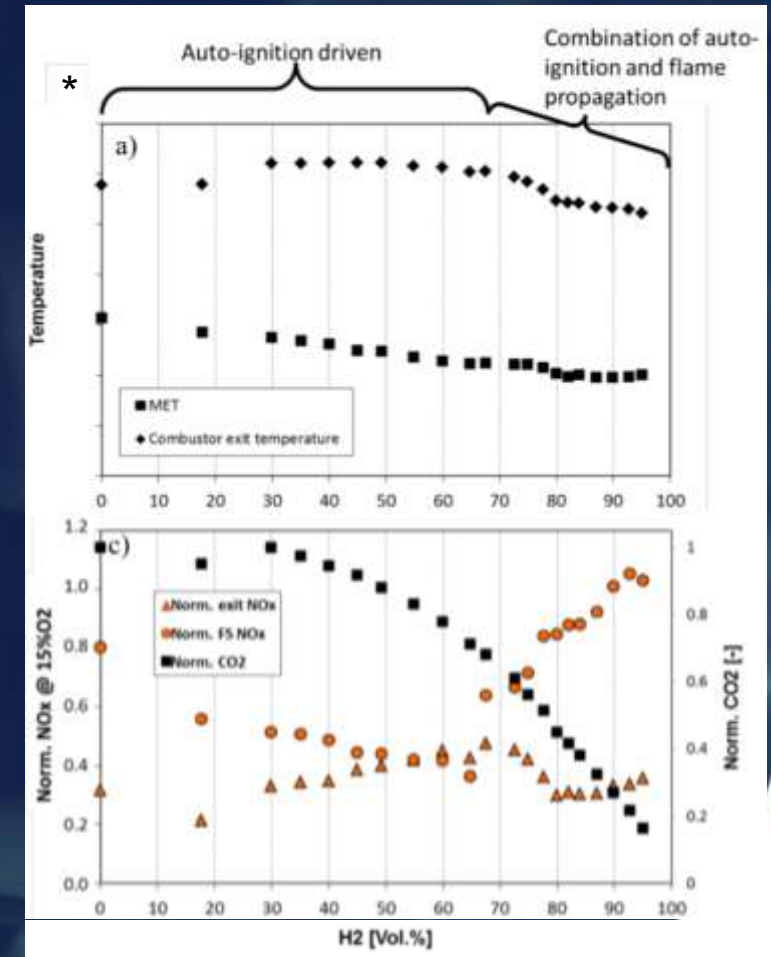 Auto-ignition driven
Combination of auto-
ignition and flame
propagation
*
a)
Temperature
MET
Combustor exit temperature
0 10 20 30 40 50 60 70 80 90 100
1.2
1.0
0.8
0.6
0.4
0.2
0.0
c)
Norm. NOx @ 15%O2
Norm. exit NOx
Norm. FS NOx
Norm. CO2
1
0.8
0.6
0.4
0.2
0
Norm. CO2 [-]
0 10 20 30 40 50 60 70 80 90 100
H2 [Vol.%]